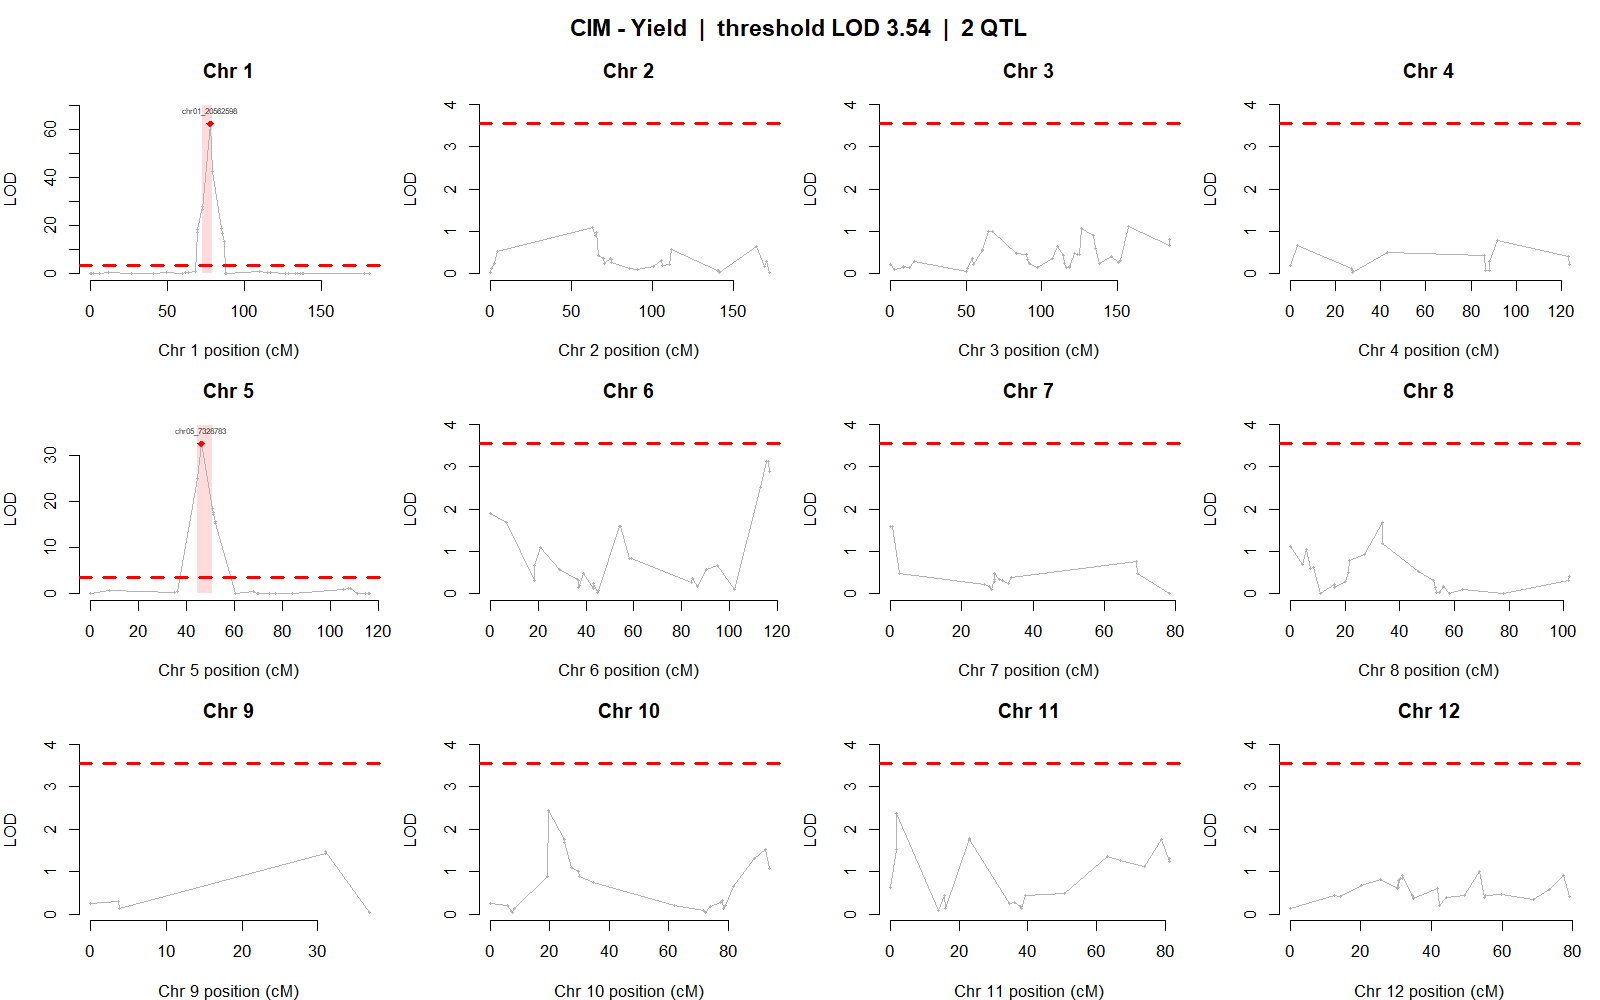 CIM - Yield | threshold LOD 3.54 | 2 QTL
Chr 1
LOD
0 20 40 60
chr01_20562598
0 50 100 150
Chr 1 position (cM)
Chr 2
LOD
0 1 2 3 4
0 50 100 150
Chr 2 position (cM)
Chr 3
LOD
0 1 2 3 4
0 50 100 150
Chr 3 position (cM)
Chr 4
LOD
0 1 2 3 4
0 20 40 60 80 100 120
Chr 4 position (cM)
Chr 5
LOD
0 10 20 30
chr05_7328783
0 20 40 60 80 100 120
Chr 5 position (cM)
Chr 6
LOD
0 1 2 3 4
0 20 40 60 80 100 120
Chr 6 position (cM)
Chr 7
LOD
0 1 2 3 4
0 20 40 60 80
Chr 7 position (cM)
Chr 8
LOD
0 1 2 3 4
0 20 40 60 80 100
Chr 8 position (cM)
Chr 9
LOD
0 1 2 3 4
0 10 20 30
Chr 9 position (cM)
Chr 10
LOD
0 1 2 3 4
0 20 40 60 80
Chr 10 position (cM)
Chr 11
LOD
0 1 2 3 4
0 20 40 60 80
Chr 11 position (cM)
Chr 12
LOD
0 1 2 3 4
0 20 40 60 80
Chr 12 position (cM)